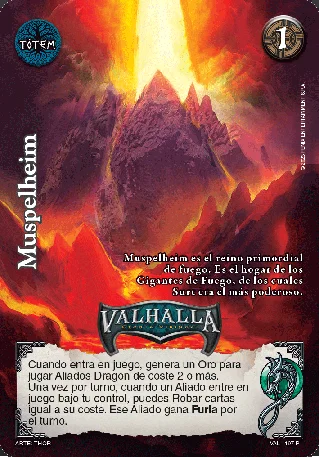 TÓTEM
1
Muspelheim
Muspelheim es el reino primordial
de fuego. Es el hogar de los
Gigantes de Fuego, de los cuales
Surt era el más poderoso.
VALHALLA
Cuando entra en juego, genera un Oro para
jugar Aliados Dragón de coste 2 o más.
Una vez por turno, cuando un Aliado entre en
juego bajo tu control, puedes Robar cartas
igual a su coste. Ese Aliado gana Furia por
el turno.